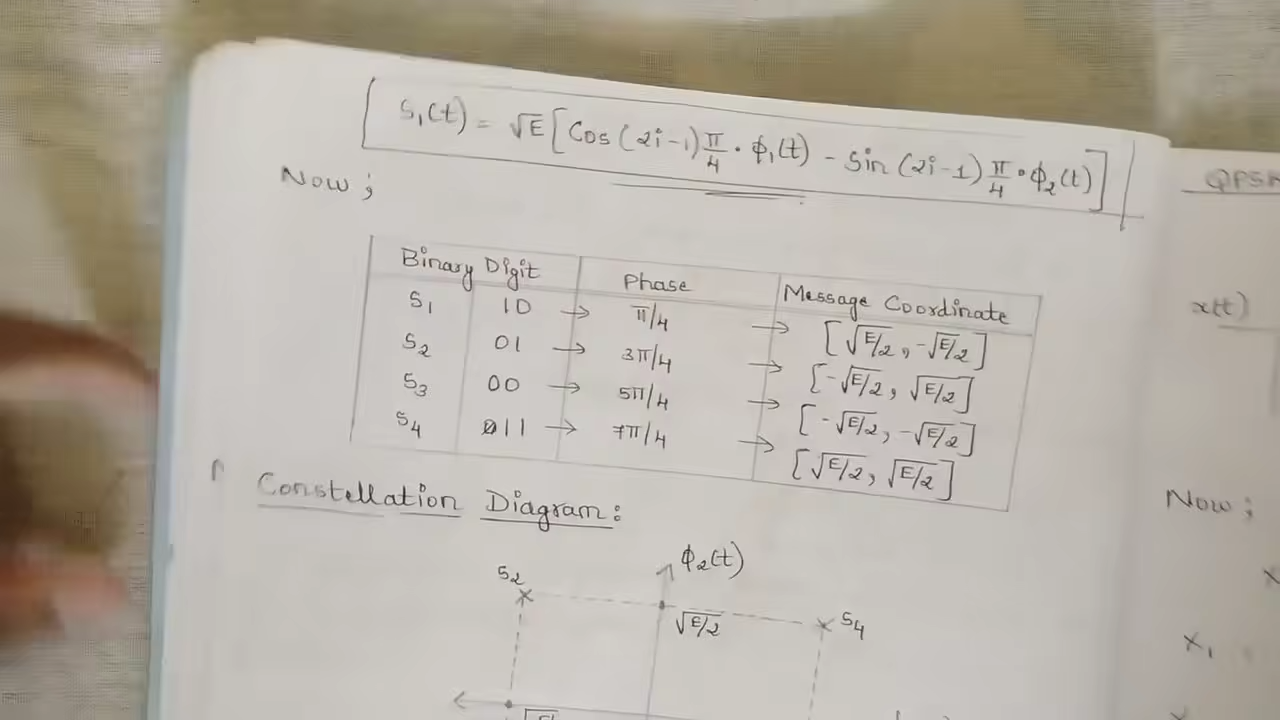 S₁(t) = √E [Cos (2i-1) π/4 · ϕ₁(t) - Sin (2i-1) π/4 · ϕ₂(t)]
Now ;
Binary Digit Phase Message Coordinate
S₁ 10 → π/4 → [√E/2, -√E/2]
S₂ 01 → 3π/4 → [-√E/2, √E/2]
S₃ 00 → 5π/4 → [-√E/2, -√E/2]
S₄ 11 → 7π/4 → [√E/2, √E/2]
Constellation Diagram:
ϕ₂(t)
S₂
S₄
√E/2
QPSK
x(t)
Now ;
x₁